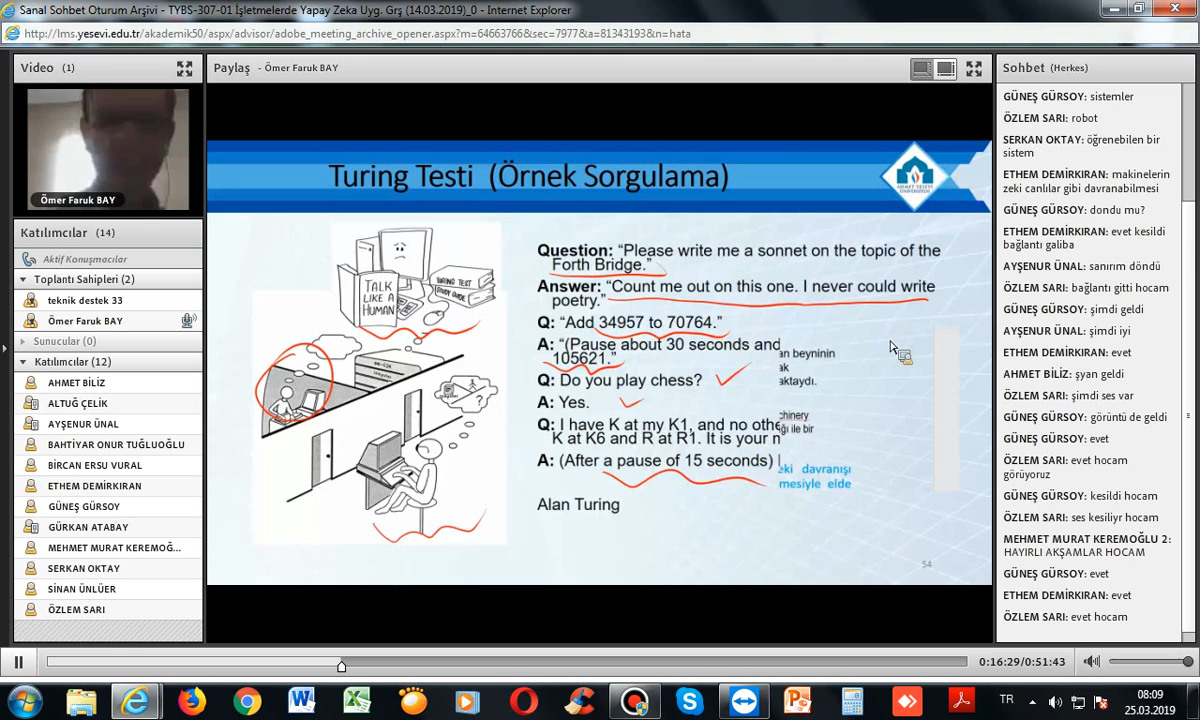 Sanal Sohbet Oturum Arşivi - TYBS-307-01 İşletmelerde Yapay Zeka Uyg. Grş (14.03.2019)_0 - Internet Explorer
http://lms.yesevi.edu.tr/akademik50/aspx/advisor/adobe_meeting_archive_opener.aspx?m=64663766&sec=7977&a=81343193&n=hata
Video (1)
Ömer Faruk BAY
Katılımcılar (14)
Aktif Konuşmacılar
Toplantı Sahipleri (2)
teknik destek 33
Ömer Faruk BAY
Sunucular (0)
Katılımcılar (12)
AHMET BİLİZ
ALTUĞ ÇELİK
AYŞENUR ÜNAL
BAHTİYAR ONUR TUĞLUOĞLU
BİRCAN ERSU VURAL
ETHEM DEMİRKIRAN
GÜNEŞ GÜRSOY
GÜRKAN ATABAY
MEHMET MURAT KEREMOĞ...
SERKAN OKTAY
SİNAN ÜNLÜER
ÖZLEM SARI
Paylaş - Ömer Faruk BAY
Turing Testi (Örnek Sorgulama)
AHMET YESEVİ
ÜNİVERSİTESİ
TALK
LIKE A
HUMAN
TURING TEST
STUDY GUIDE
Question: “Please write me a sonnet on the topic of the
Forth Bridge.”
Answer: “Count me out on this one. I never could write
poetry.”
Q: “Add 34957 to 70764.”
A: “(Pause about 30 seconds and
105621.”
Q: Do you play chess?
A: Yes.
Q: I have K at my K1, and no othe
K at K6 and R at R1. It is your n
A: (After a pause of 15 seconds)
Alan Turing
an beyninin
ak
aktaydı.
chinery
ğı ile bir
eki davranışı
mesiyle elde
54
Sohbet (Herkes)
GÜNEŞ GÜRSOY: sistemler
ÖZLEM SARI: robot
SERKAN OKTAY: öğrenebilen bir
sistem
ETHEM DEMİRKIRAN: makinelerin
zeki canlılar gibi davranabilmesi
GÜNEŞ GÜRSOY: dondu mu?
ETHEM DEMİRKIRAN: evet kesildi
bağlantı galiba
AYŞENUR ÜNAL: sanırım döndü
ÖZLEM SARI: bağlantı gitti hocam
GÜNEŞ GÜRSOY: şimdi geldi
AYŞENUR ÜNAL: şimdi iyi
ETHEM DEMİRKIRAN: evet
AHMET BİLİZ: şyan geldi
ÖZLEM SARI: şimdi ses var
GÜNEŞ GÜRSOY: görüntü de geldi
ETHEM DEMİRKIRAN: evet
GÜNEŞ GÜRSOY: evet
ÖZLEM SARI: evet hocam
görüyoruz
GÜNEŞ GÜRSOY: kesildi hocam
ÖZLEM SARI: ses kesiliyr hocam
MEHMET MURAT KEREMOĞLU 2:
HAYIRLI AKŞAMLAR HOCAM
GÜNEŞ GÜRSOY: evet
ETHEM DEMİRKIRAN: evet
ÖZLEM SARI: evet hocam
0:16:29/0:51:43
TR
08:09
25.03.2019